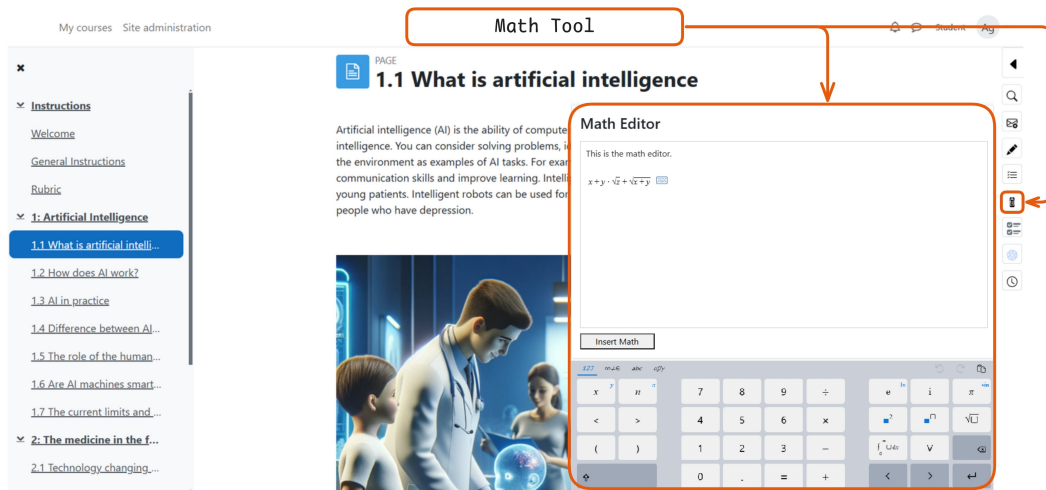 Math Tool
My courses Site administration
Student Ag
PAGE
1.1 What is artificial intelligence
Instructions
Welcome
General Instructions
Rubric
1: Artificial Intelligence
1.1 What is artificial intelli...
1.2 How does AI work?
1.3 AI in practice
1.4 Difference between AI...
1.5 The role of the human...
1.6 Are AI machines smart...
1.7 The current limits and ...
2: The medicine in the f...
2.1 Technology changing ...
Artificial intelligence (AI) is the ability of compute
intelligence. You can consider solving problems, i
the environment as examples of AI tasks. For exa
communication skills and improve learning. Intelli
young patients. Intelligent robots can be used for
people who have depression.
Math Editor
This is the math editor.
x + y · √z + √x + y
Insert Math
123 ∞≠∈ abc αβγ
x y n π 7 8 9 ÷ e ln i π sin
< > 4 5 6 × ■² ■□ √□
( ) 1 2 3 −
0 . = + < >